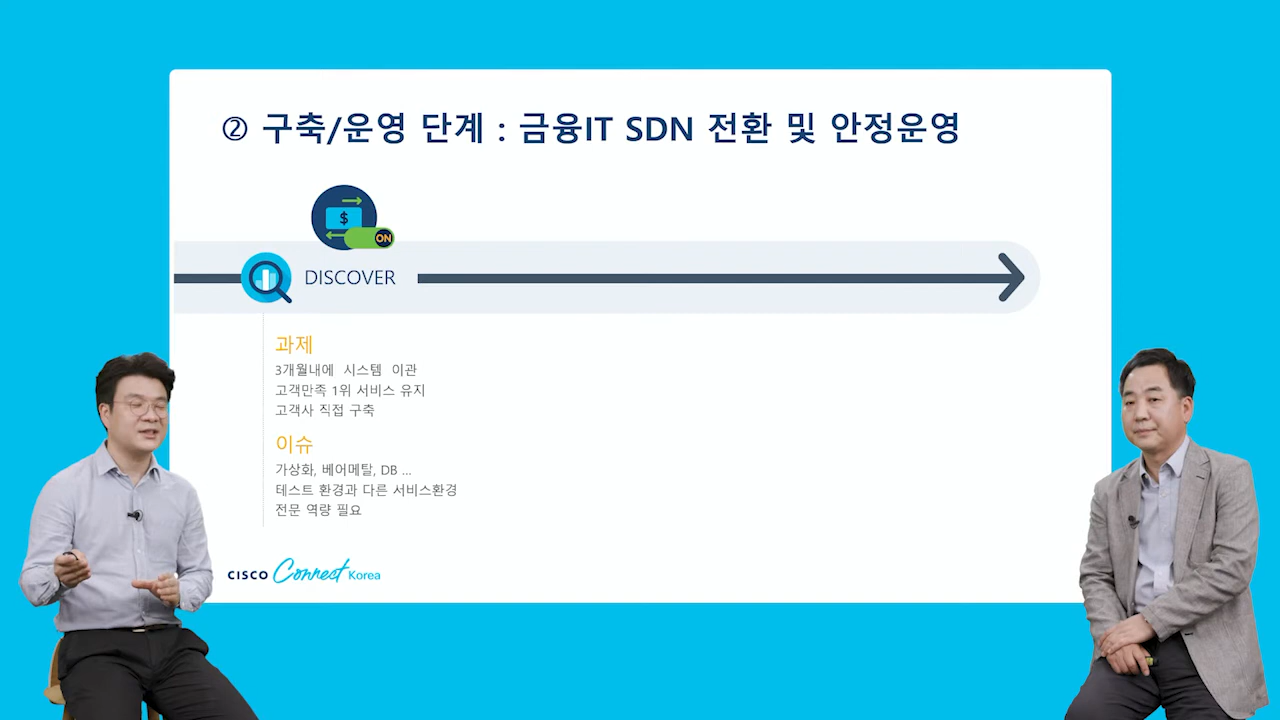 ② 구축/운영 단계 : 금융IT SDN 전환 및 안정운영
$
ON
DISCOVER
과제
3개월내에 시스템 이관
고객만족 1위 서비스 유지
고객사 직접 구축
이슈
가상화, 베어메탈, DB ...
테스트 환경과 다른 서비스환경
전문 역량 필요
CISCO Connect Korea